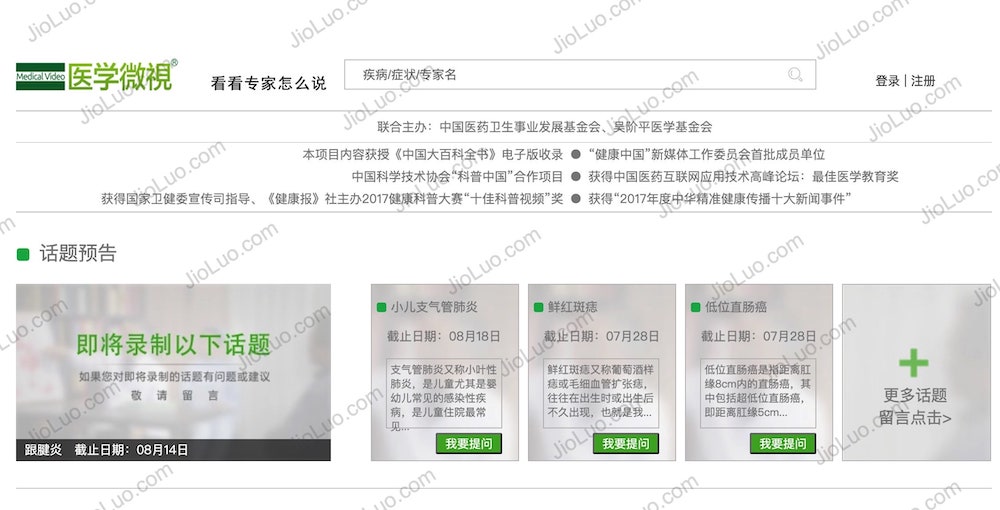 Medical Video 医学微視®
看看专家怎么说
疾病/症状/专家名
登录 | 注册
联合主办：中国医药卫生事业发展基金会、吴阶平医学基金会
本项目内容获授《中国大百科全书》电子版收录 ● “健康中国”新媒体工作委员会首批成员单位
中国科学技术协会“科普中国”合作项目 ● 获得中国医药互联网应用技术高峰论坛：最佳医学教育奖
获得国家卫健委宣传司指导、《健康报》社主办2017健康科普大赛“十佳科普视频”奖 ● 获得“2017年度中华精准健康传播十大新闻事件”
话题预告
即将录制以下话题
如果您对即将录制的话题有问题或建议
敬 请 留 言
跟腱炎 截止日期：08月14日
小儿支气管肺炎
截止日期：08月18日
支气管肺炎又称小叶性
肺炎，是儿童尤其是婴
幼儿常见的感染性疾
病，是儿童住院最常
见...
我要提问
鲜红斑痣
截止日期：07月28日
鲜红斑痣又称葡萄酒样
痣或毛细血管扩张痣，
往往在出生时或出生后
不久出现，也就是我...
我要提问
低位直肠癌
截止日期：07月28日
低位直肠癌是指距离肛
缘8cm内的直肠癌，其
中包括超低位直肠癌，
即距离肛缘5cm...
我要提问
更多话题
留言点击>
JioLuo.com